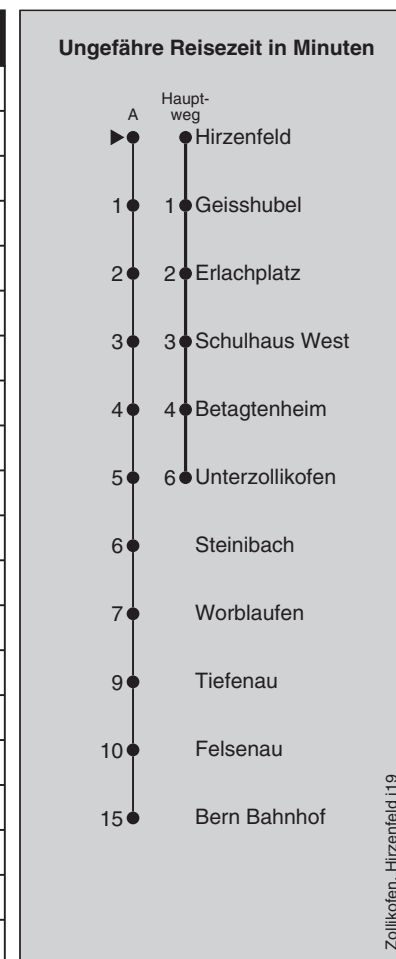 Ungefähre Reisezeit in Minuten
A
Haupt-
weg
Hirzenfeld
1 1 Geisshubel
2 2 Erlachplatz
3 3 Schulhaus West
4 4 Betagtenheim
5 6 Unterzollikofen
6 Steinibach
7 Worblaufen
9 Tiefenau
10 Felsenau
15 Bern Bahnhof
Zollikofen, Hirzenfeld j19